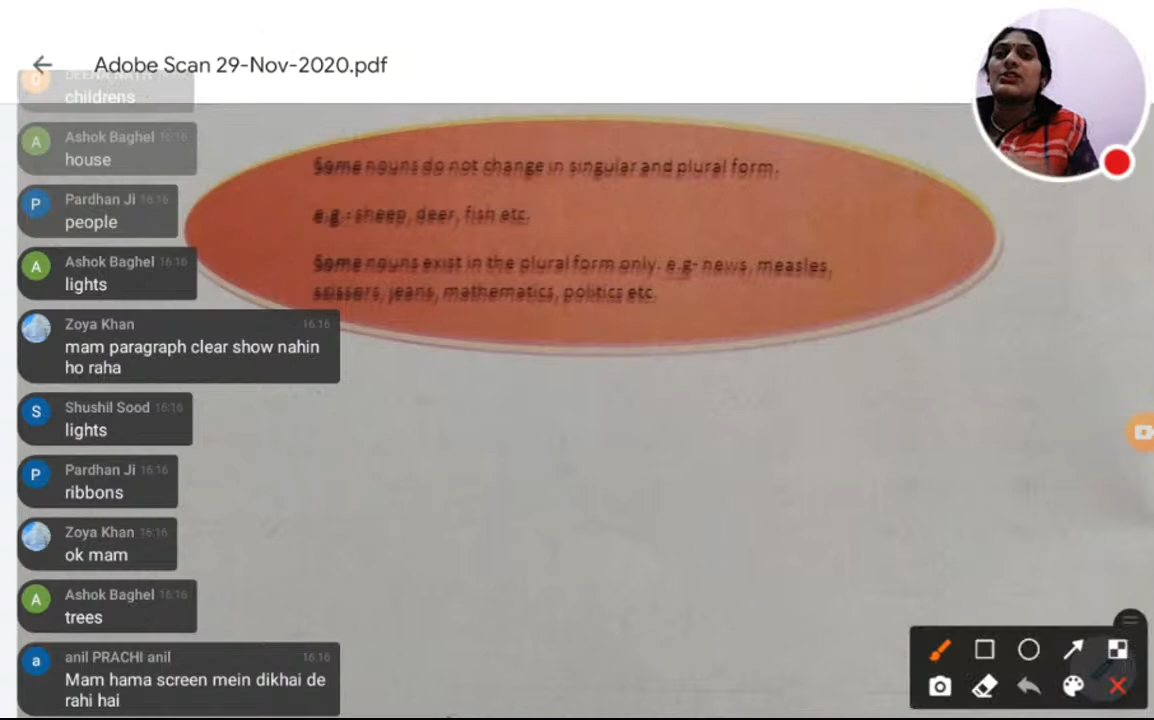 Adobe Scan 29-Nov-2020.pdf
childrens
Ashok Baghel 16:16
house
Pardhan Ji 16:16
people
Ashok Baghel 16:16
lights
Zoya Khan 16:16
mam paragraph clear show nahin
ho raha
Shushil Sood 16:16
lights
Pardhan Ji 16:16
ribbons
Zoya Khan 16:16
ok mam
Ashok Baghel 16:16
trees
anil PRACHI anil 16:16
Mam hama screen mein dikhai de
rahi hai
Some nouns do not change in singular and plural form.
e.g.- sheep, deer, fish etc.
Some nouns exist in the plural form only. e.g- news, measles,
scissors, jeans, mathematics, politics etc.